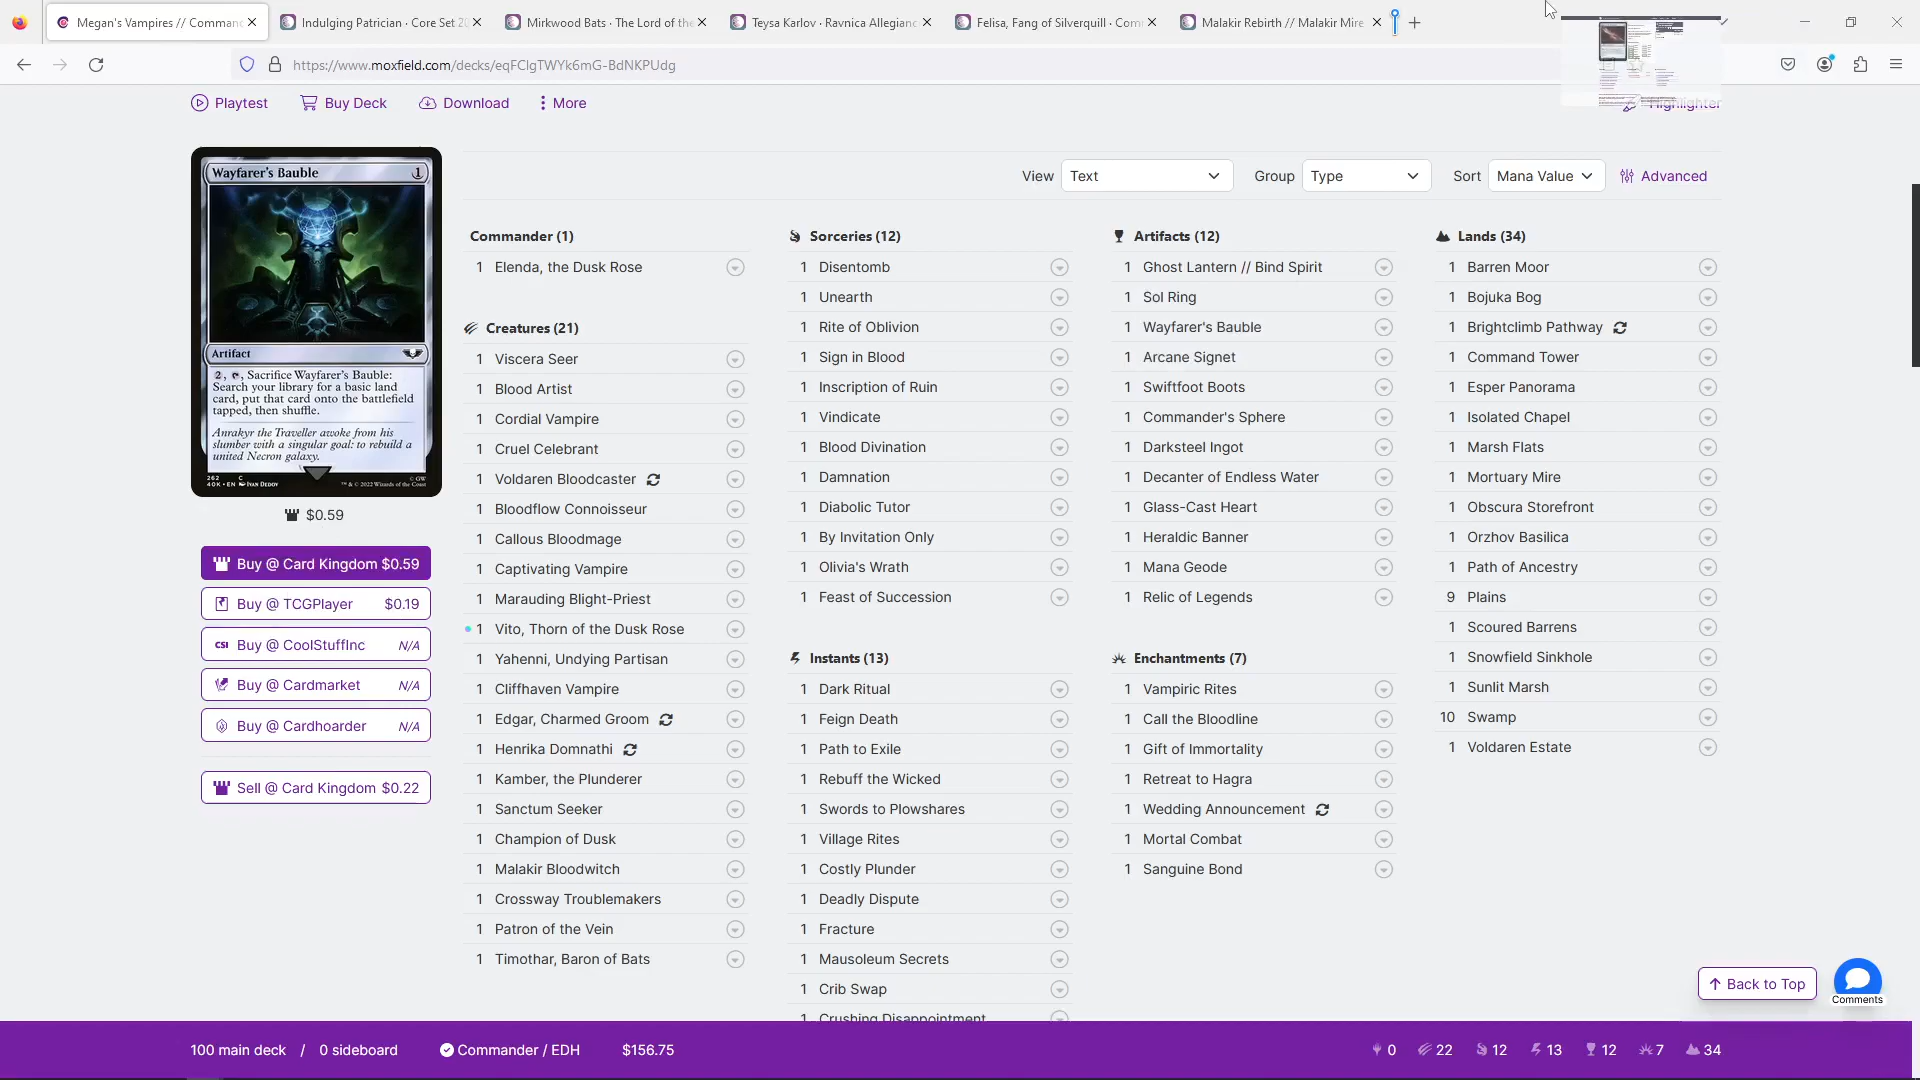 Megan's Vampires // Comman
Indulging Patrician · Core Set 20
Mirkwood Bats · The Lord of the
Teysa Karlov · Ravnica Allegianc
Felisa, Fang of Silverquill · Com
Malakir Rebirth // Malakir Mire
https://www.moxfield.com/decks/eqFClgTWYk6mG-BdNKPUdg
Playtest
Buy Deck
Download
More
Highlighter
View
Text
Group
Type
Sort
Mana Value
Advanced
Wayfarer's Bauble 1
Artifact
2, , Sacrifice Wayfarer's Bauble:
Search your library for a basic land
card, put that card onto the battlefield
tapped, then shuffle.
Anrakyr the Traveller awoke from his
slumber with a singular goal: to rebuild a
united Necron galaxy.
262 C
40K • EN Ivan Dedov
© GW
™ & © 2022 Wizards of the Coast
$0.59
Buy @ Card Kingdom $0.59
Buy @ TCGPlayer $0.19
CSI Buy @ CoolStuffInc N/A
Buy @ Cardmarket N/A
Buy @ Cardhoarder N/A
Sell @ Card Kingdom $0.22
Commander (1)
1 Elenda, the Dusk Rose
Creatures (21)
1 Viscera Seer
1 Blood Artist
1 Cordial Vampire
1 Cruel Celebrant
1 Voldaren Bloodcaster
1 Bloodflow Connoisseur
1 Callous Bloodmage
1 Captivating Vampire
1 Marauding Blight-Priest
1 Vito, Thorn of the Dusk Rose
1 Yahenni, Undying Partisan
1 Cliffhaven Vampire
1 Edgar, Charmed Groom
1 Henrika Domnathi
1 Kamber, the Plunderer
1 Sanctum Seeker
1 Champion of Dusk
1 Malakir Bloodwitch
1 Crossway Troublemakers
1 Patron of the Vein
1 Timothar, Baron of Bats
Sorceries (12)
1 Disentomb
1 Unearth
1 Rite of Oblivion
1 Sign in Blood
1 Inscription of Ruin
1 Vindicate
1 Blood Divination
1 Damnation
1 Diabolic Tutor
1 By Invitation Only
1 Olivia's Wrath
1 Feast of Succession
Instants (13)
1 Dark Ritual
1 Feign Death
1 Path to Exile
1 Rebuff the Wicked
1 Swords to Plowshares
1 Village Rites
1 Costly Plunder
1 Deadly Dispute
1 Fracture
1 Mausoleum Secrets
1 Crib Swap
1 Crushing Disappointment
Artifacts (12)
1 Ghost Lantern // Bind Spirit
1 Sol Ring
1 Wayfarer's Bauble
1 Arcane Signet
1 Swiftfoot Boots
1 Commander's Sphere
1 Darksteel Ingot
1 Decanter of Endless Water
1 Glass-Cast Heart
1 Heraldic Banner
1 Mana Geode
1 Relic of Legends
Enchantments (7)
1 Vampiric Rites
1 Call the Bloodline
1 Gift of Immortality
1 Retreat to Hagra
1 Wedding Announcement
1 Mortal Combat
1 Sanguine Bond
Lands (34)
1 Barren Moor
1 Bojuka Bog
1 Brightclimb Pathway
1 Command Tower
1 Esper Panorama
1 Isolated Chapel
1 Marsh Flats
1 Mortuary Mire
1 Obscura Storefront
1 Orzhov Basilica
1 Path of Ancestry
9 Plains
1 Scoured Barrens
1 Snowfield Sinkhole
1 Sunlit Marsh
10 Swamp
1 Voldaren Estate
Back to Top
Comments
100 main deck / 0 sideboard
Commander / EDH
$156.75
0 22 12 13 12 7 34